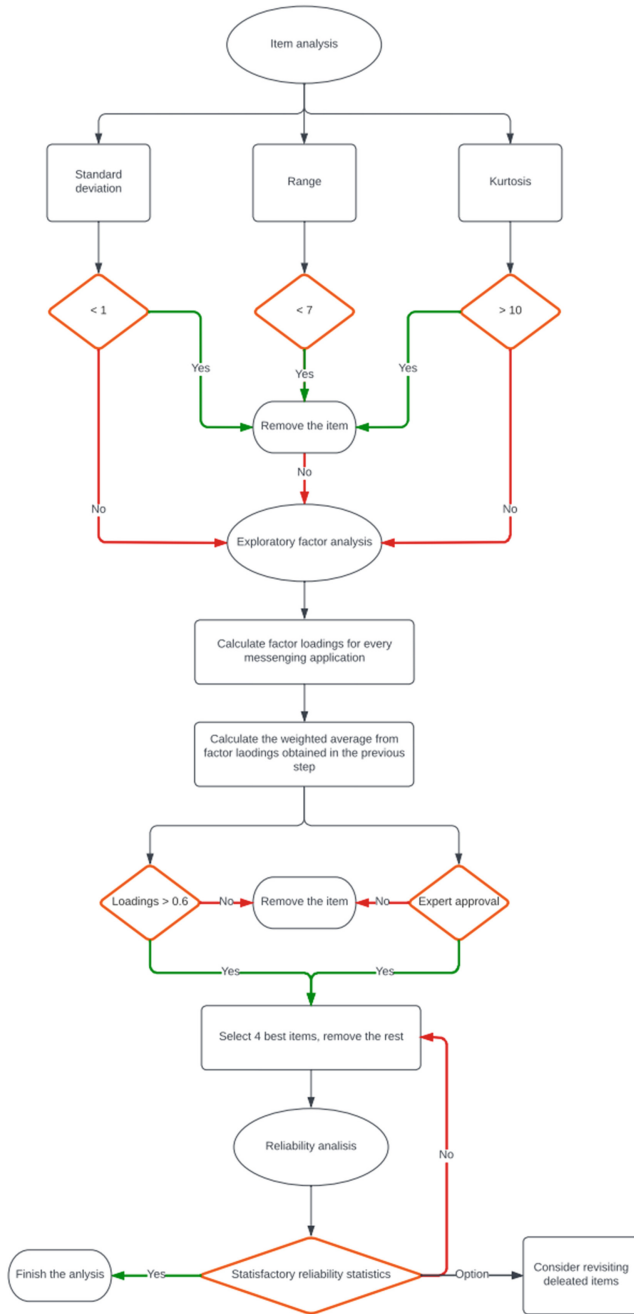 Item analysis
Standard
deviation
Range
Kurtosis
< 1
< 7
> 10
Yes
Yes
Yes
Remove the item
No
No
No
Exploratory factor analysis
Calculate factor loadings for every
messenging application
Calculate the weighted average from
factor laodings obtained in the previous
step
Loadings > 0.6
No
Remove the item
No
Expert approval
Yes
Yes
Select 4 best items, remove the rest
Reliability analisis
No
Finish the anlysis
Yes
Statisfactory reliability statistics
Option
Consider revisiting
deleated items